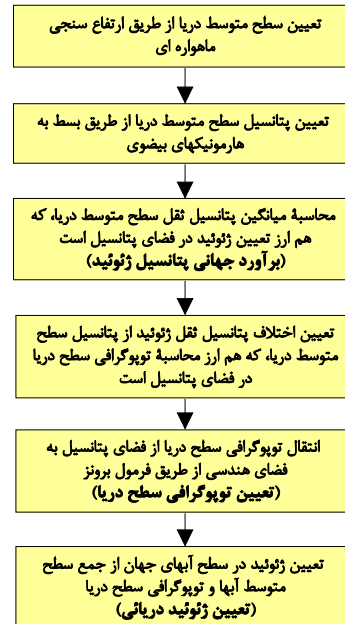 تعیین سطح متوسط دریا از طریق ارتفاع سنجی
ماهواره ای
تعیین پتانسیل سطح متوسط دریا از طریق بسط به
هارمونیکهای بیضوی
محاسبهٔ میانگین پتانسیل ثقل سطح متوسط دریا، که
هم ارز تعیین ژئوئید در فضای پتانسیل است
(برآورد جهانی پتانسیل ژئوئید)
تعیین اختلاف پتانسیل ثقل ژئوئید از پتانسیل سطح
متوسط دریا، که هم ارز محاسبهٔ توپوگرافی سطح دریا
در فضای پتانسیل است
انتقال توپوگرافی سطح دریا از فضای پتانسیل به
فضای هندسی از طریق فرمول برونز
(تعیین توپوگرافی سطح دریا)
تعیین ژئوئید در سطح آبهای جهان از جمع سطح
متوسط آبها و توپوگرافی سطح دریا
(تعیین ژئوئید دریائی)